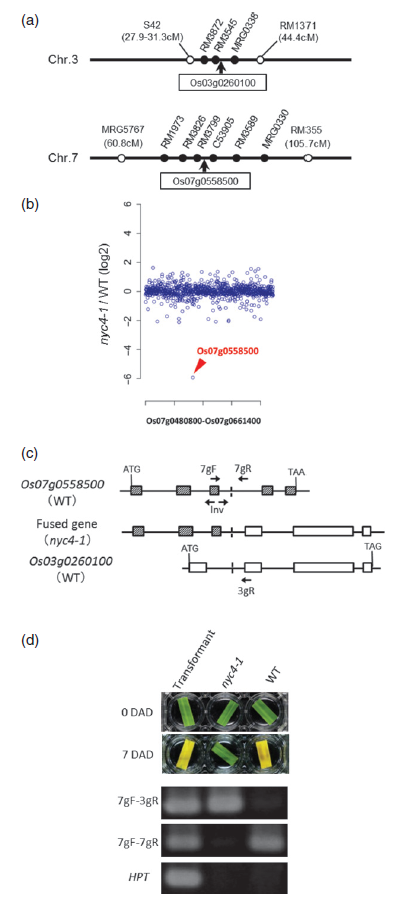 (a)
S42
(27.9-31.3cM)
RM3872
RM3545
MRG0338
RM1371
(44.4cM)
Chr.3
Os03g0260100
MRG5767
(60.8cM)
RM1973
RM3826
RM3799
C53905
RM3589
MRG0330
RM355
(105.7cM)
Chr.7
Os07g0558500
(b)
nyc4-1 / WT (log2)
6
4
2
0
−2
−4
−6
Os07g0558500
Os07g0480800-Os07g0661400
(c)
ATG
7gF
7gR
TAA
Os07g0558500
(WT)
Inv
Fused gene
(nyc4-1)
Os03g0260100
(WT)
ATG
TAG
3gR
(d)
Transformant
nyc4-1
WT
0 DAD
7 DAD
7gF-3gR
7gF-7gR
HPT